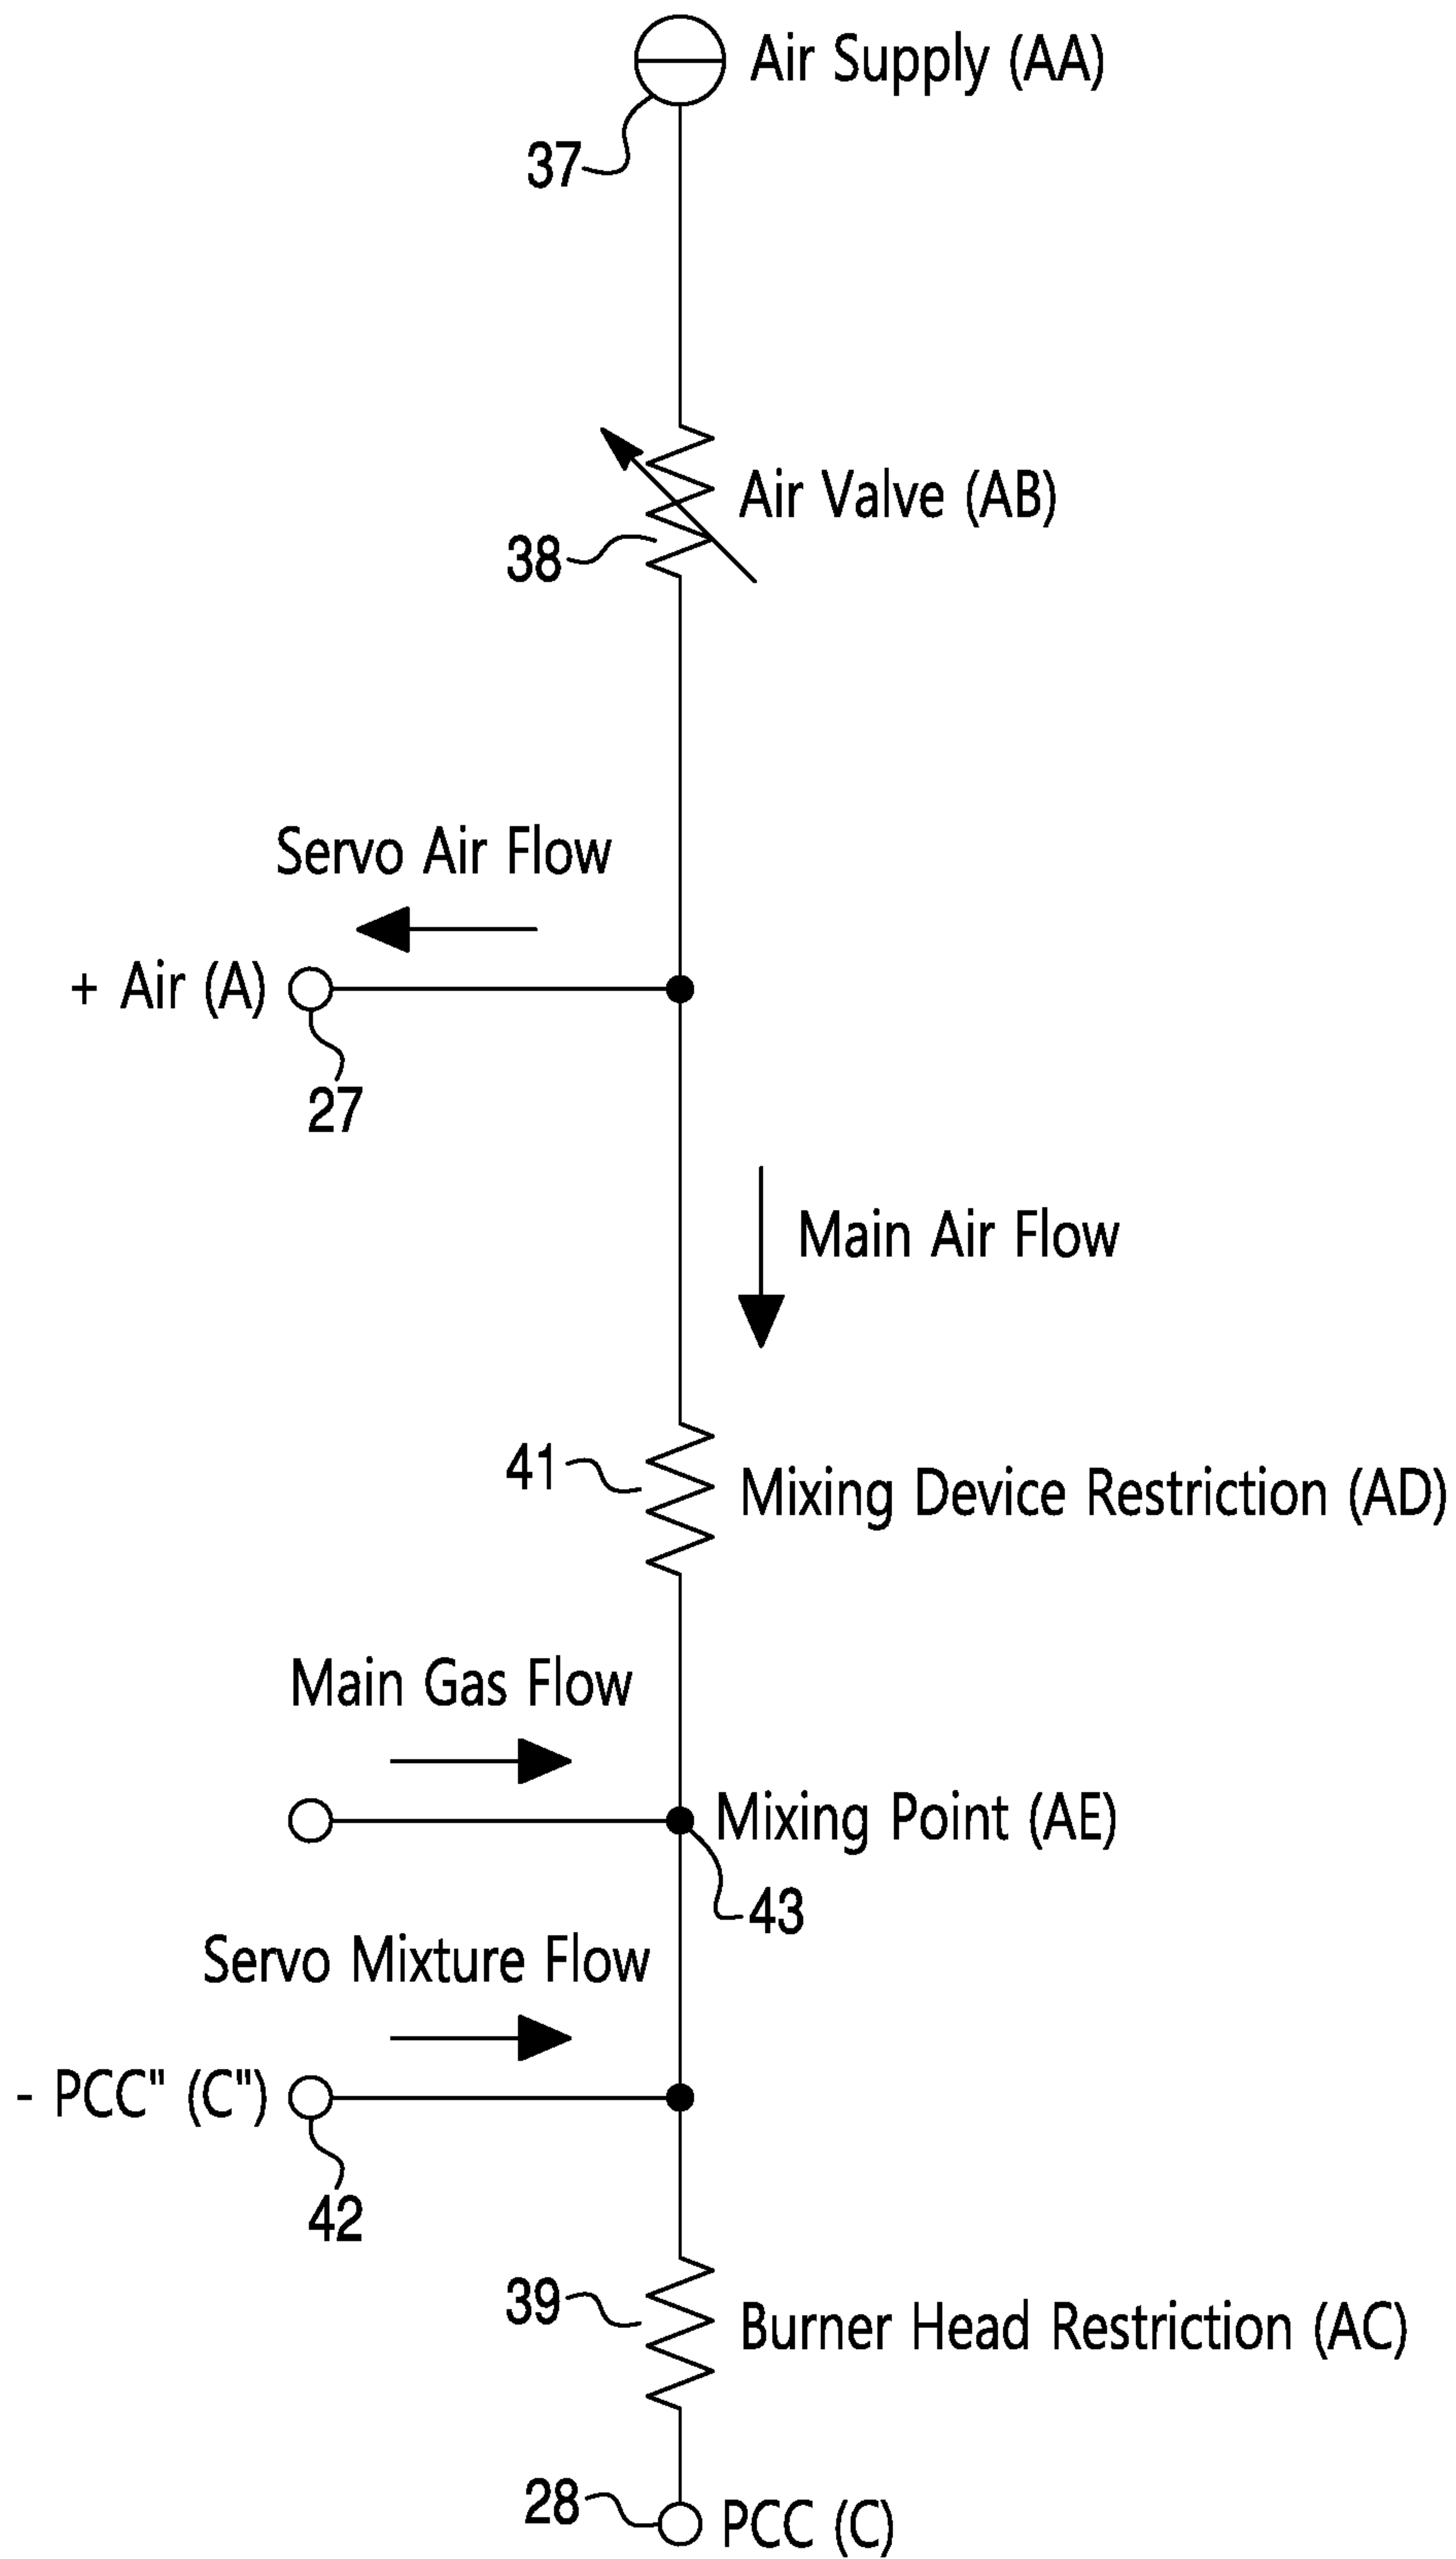 Air Supply (AA)
37
Air Valve (AB)
38
Servo Air Flow
+ Air (A)
27
Main Air Flow
41
Mixing Device Restriction (AD)
Main Gas Flow
Mixing Point (AE)
43
Servo Mixture Flow
- PCC" (C")
42
39
Burner Head Restriction (AC)
28
PCC (C)